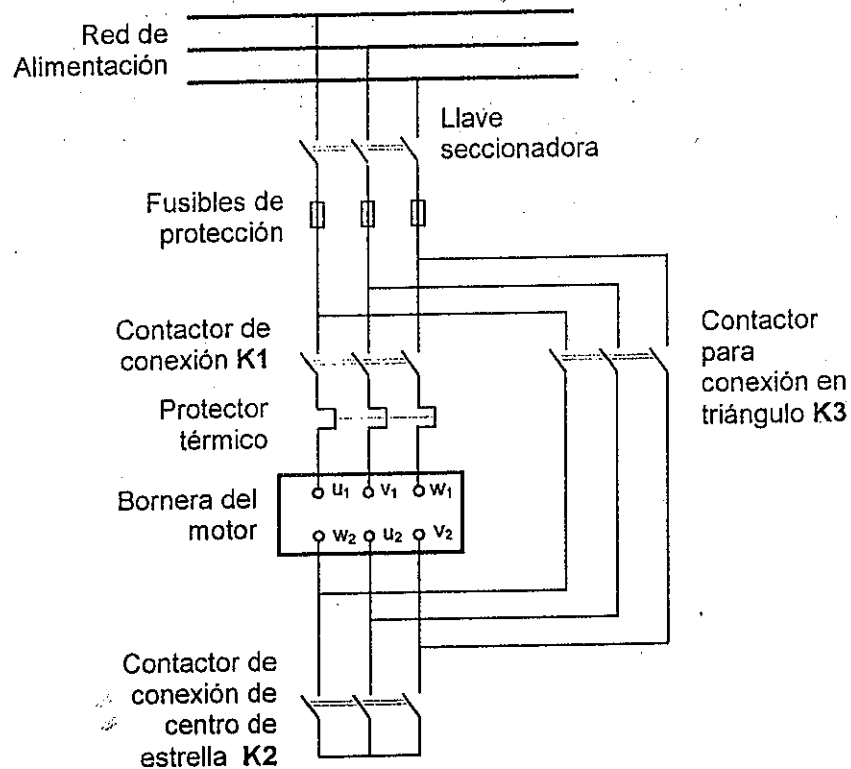 Red de
Alimentación
Llave
seccionadora
Fusibles de
protección
Contactor de
conexión K1
Contactor
para
conexión en
triángulo K3
Protector
térmico
Bornera del
motor
u₁ v₁ w₁
w₂ u₂ v₂
Contactor de
conexión de
centro de
estrella K2